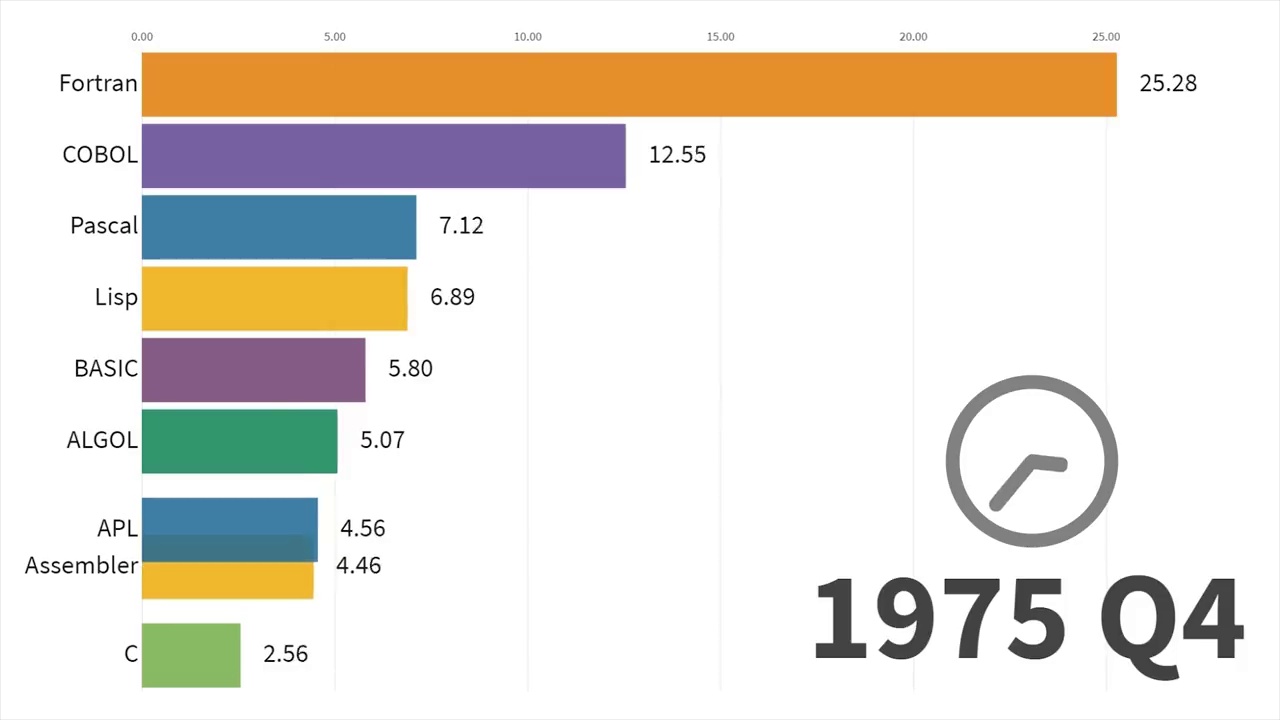 0.00 5.00 10.00 15.00 20.00 25.00
Fortran 25.28
COBOL 12.55
Pascal 7.12
Lisp 6.89
BASIC 5.80
ALGOL 5.07
APL 4.56
Assembler 4.46
C 2.56
1975 Q4